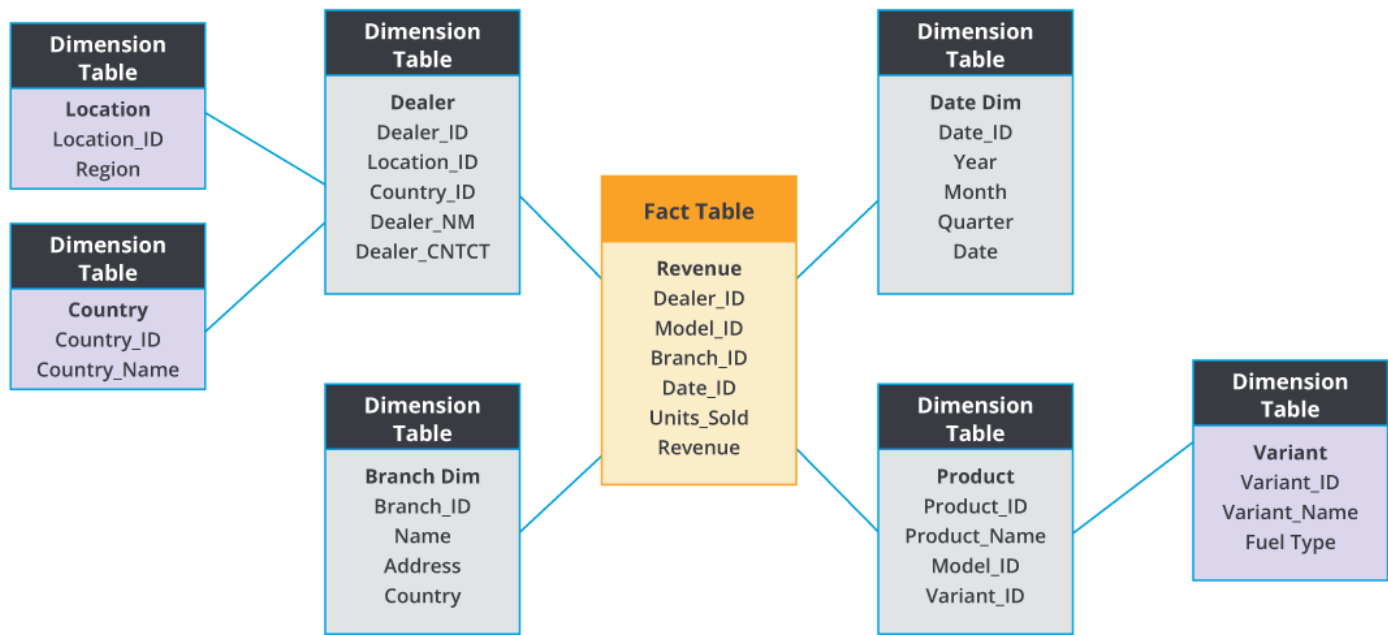 Dimension
Table
Location
Location_ID
Region
Dimension
Table
Country
Country_ID
Country_Name
Dimension
Table
Dealer
Dealer_ID
Location_ID
Country_ID
Dealer_NM
Dealer_CNTCT
Dimension
Table
Branch Dim
Branch_ID
Name
Address
Country
Fact Table
Revenue
Dealer_ID
Model_ID
Branch_ID
Date_ID
Units_Sold
Revenue
Dimension
Table
Date Dim
Date_ID
Year
Month
Quarter
Date
Dimension
Table
Product
Product_ID
Product_Name
Model_ID
Variant_ID
Dimension
Table
Variant
Variant_ID
Variant_Name
Fuel Type